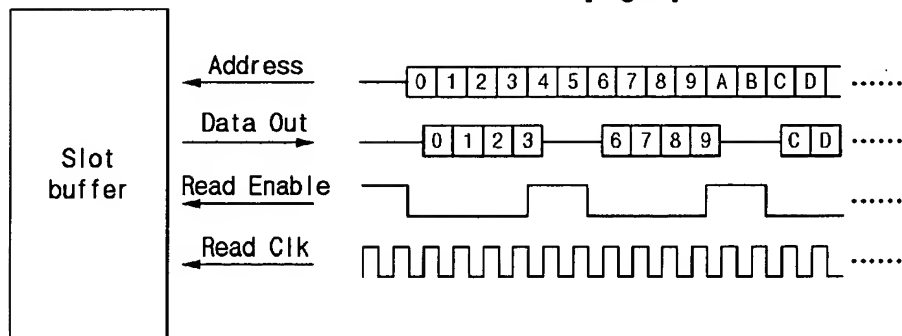 Address
0 1 2 3 4 5 6 7 8 9 A B C D ······
Data Out
0 1 2 3 6 7 8 9 C D ······
Slot
buffer
Read Enable
······
Read Clk
······